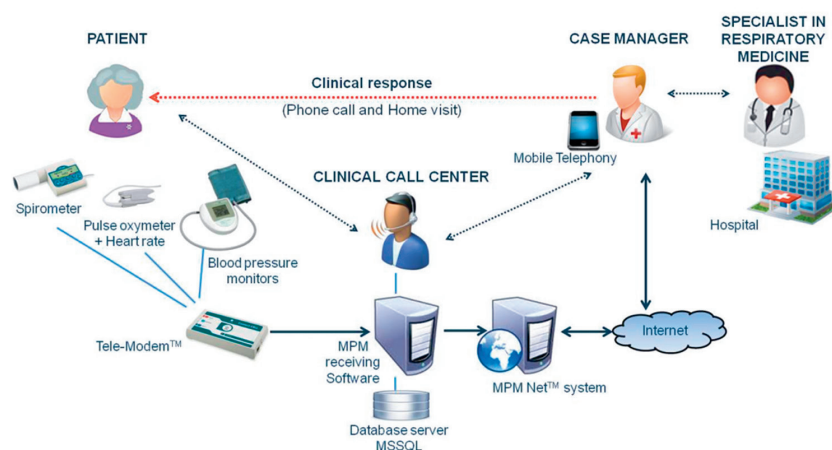 PATIENT
CASE MANAGER
SPECIALIST IN
RESPIRATORY
MEDICINE
Clinical response
(Phone call and Home visit)
Mobile Telephony
CLINICAL CALL CENTER
Spirometer
Pulse oxymeter
+ Heart rate
Blood pressure
monitors
Hospital
Tele-Modem™
MPM
receiving
Software
MPM Net™ system
Internet
Database server
MSSQL